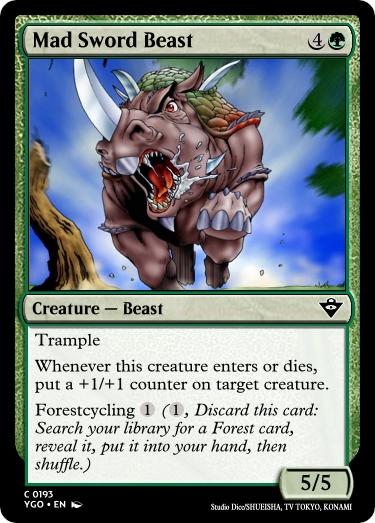 Mad Sword Beast 4
Creature — Beast
Trample
Whenever this creature enters or dies,
put a +1/+1 counter on target creature.
Forestcycling 1 (1, Discard this card:
Search your library for a Forest card,
reveal it, put it into your hand, then
shuffle.)
5/5
C 0193
YGO • EN
Studio Dice/SHUEISHA, TV TOKYO, KONAMI